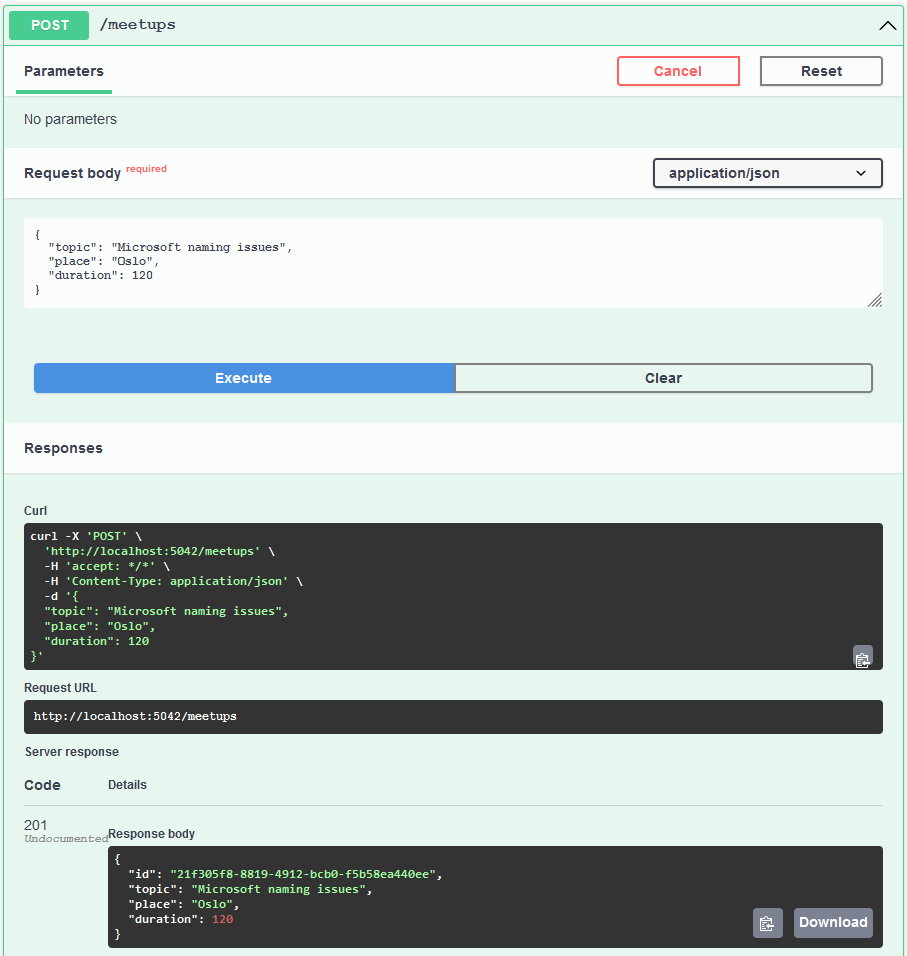 POST /meetups
Parameters Cancel Reset
No parameters
Request body required application/json
{
  "topic": "Microsoft naming issues",
  "place": "Oslo",
  "duration": 120
}
Execute Clear
Responses
Curl
curl -X 'POST' \
  'http://localhost:5042/meetups' \
  -H 'accept: */*' \
  -H 'Content-Type: application/json' \
  -d '{
  "topic": "Microsoft naming issues",
  "place": "Oslo",
  "duration": 120
}'
Request URL
http://localhost:5042/meetups
Server response
Code Details
201
Undocumented
Response body
{
  "id": "21f305f8-8819-4912-bcb0-f5b58ea440ee",
  "topic": "Microsoft naming issues",
  "place": "Oslo",
  "duration": 120
}
Download